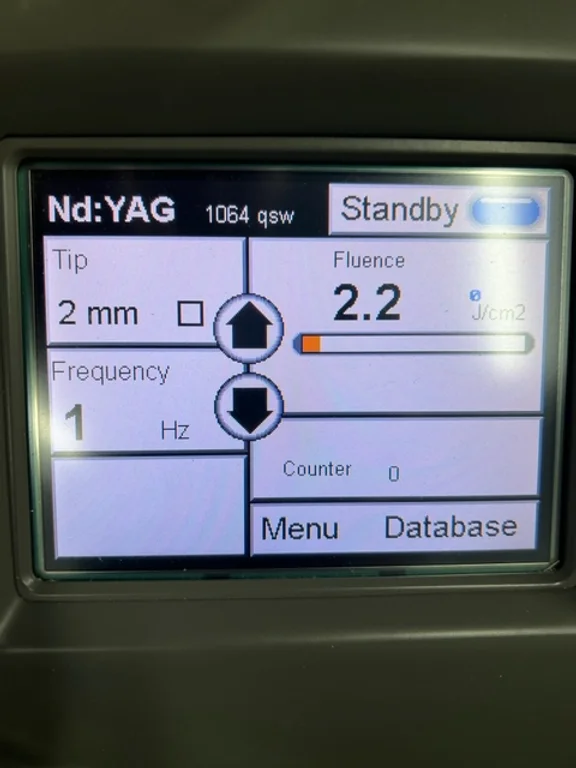 Nd:YAG 1064 qsw Standby
Tip
2 mm
Frequency
1 Hz
Fluence
2.2 J/cm2
0
Counter 0
Menu Database